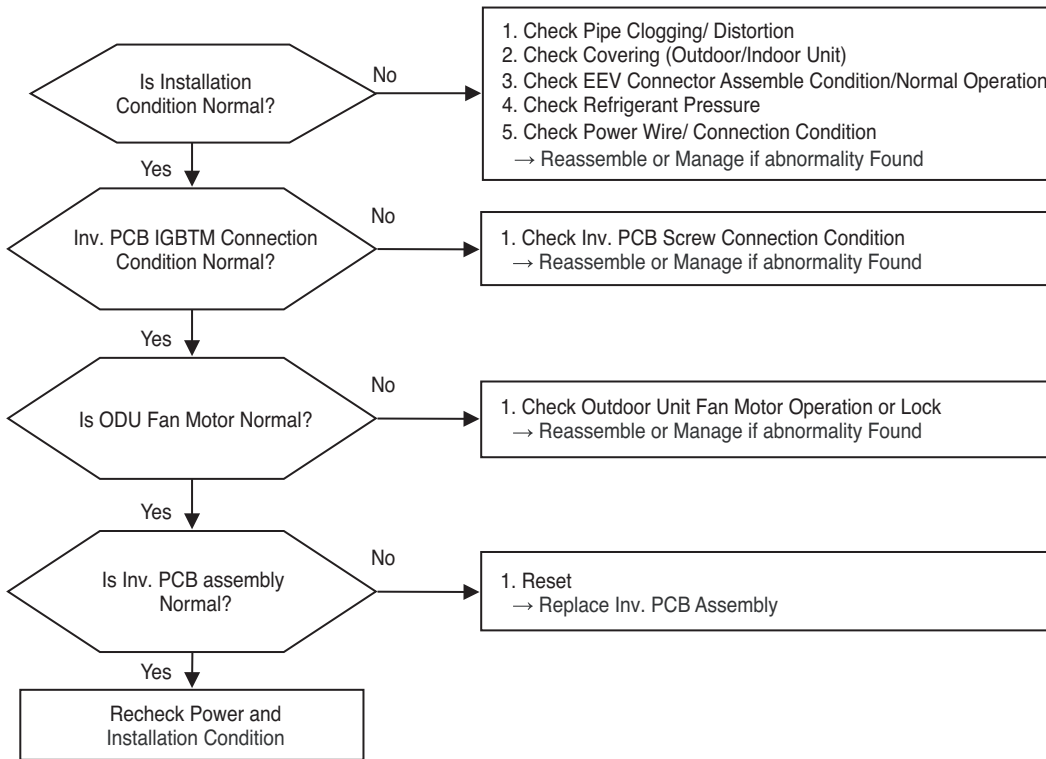 Is Installation
Condition Normal?
No
1. Check Pipe Clogging/ Distortion
2. Check Covering (Outdoor/Indoor Unit)
3. Check EEV Connector Assemble Condition/Normal Operation
4. Check Refrigerant Pressure
5. Check Power Wire/ Connection Condition
→ Reassemble or Manage if abnormality Found
Yes
Inv. PCB IGBTM Connection
Condition Normal?
No
1. Check Inv. PCB Screw Connection Condition
→ Reassemble or Manage if abnormality Found
Yes
Is ODU Fan Motor Normal?
No
1. Check Outdoor Unit Fan Motor Operation or Lock
→ Reassemble or Manage if abnormality Found
Yes
Is Inv. PCB assembly
Normal?
No
1. Reset
→ Replace Inv. PCB Assembly
Yes
Recheck Power and
Installation Condition